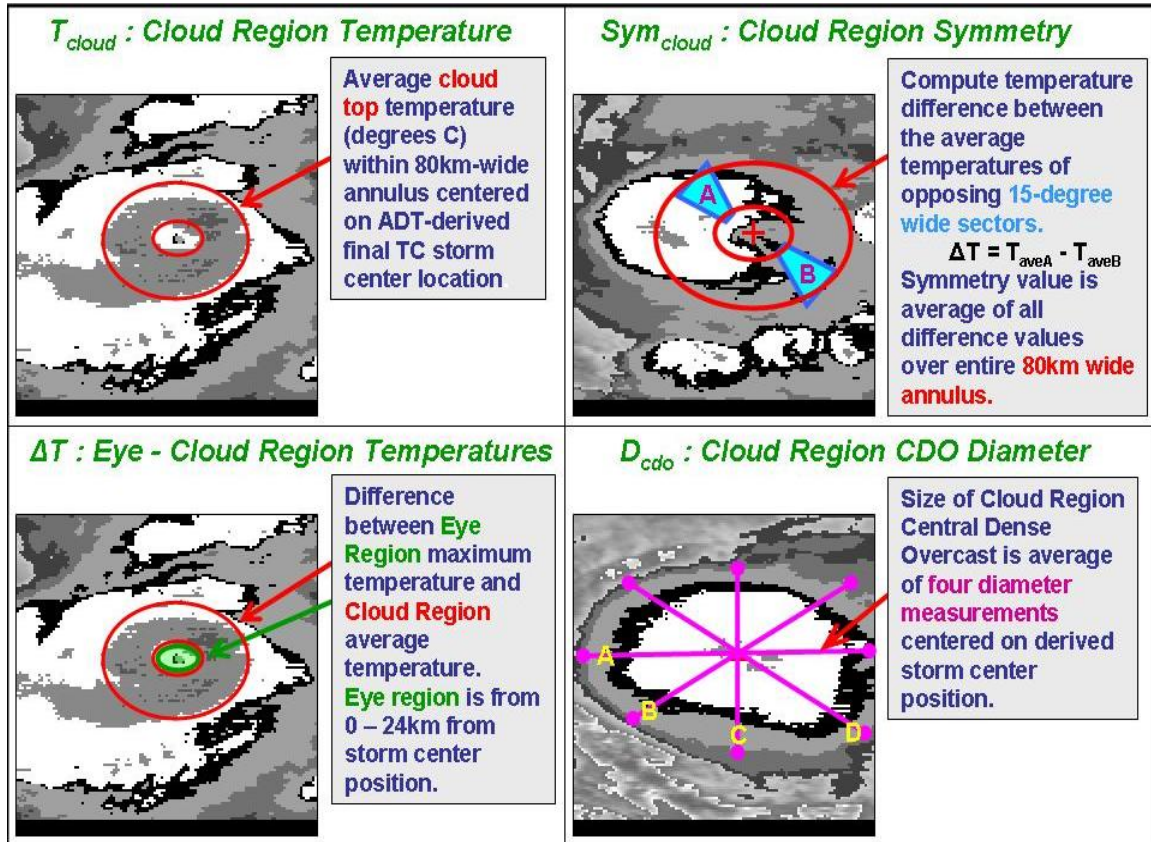 T_cloud : Cloud Region Temperature
Average cloud
top temperature
(degrees C)
within 80km-wide
annulus centered
on ADT-derived
final TC storm
center location.
Sym_cloud : Cloud Region Symmetry
A
B
Compute temperature
difference between
the average
temperatures of
opposing 15-degree
wide sectors.
ΔT = T_aveA - T_aveB
Symmetry value is
average of all
difference values
over entire 80km wide
annulus.
ΔT : Eye - Cloud Region Temperatures
Difference
between Eye
Region maximum
temperature and
Cloud Region
average
temperature.
Eye region is from
0 – 24km from
storm center
position.
D_cdo : Cloud Region CDO Diameter
A
B
C
D
Size of Cloud Region
Central Dense
Overcast is average
of four diameter
measurements
centered on derived
storm center
position.